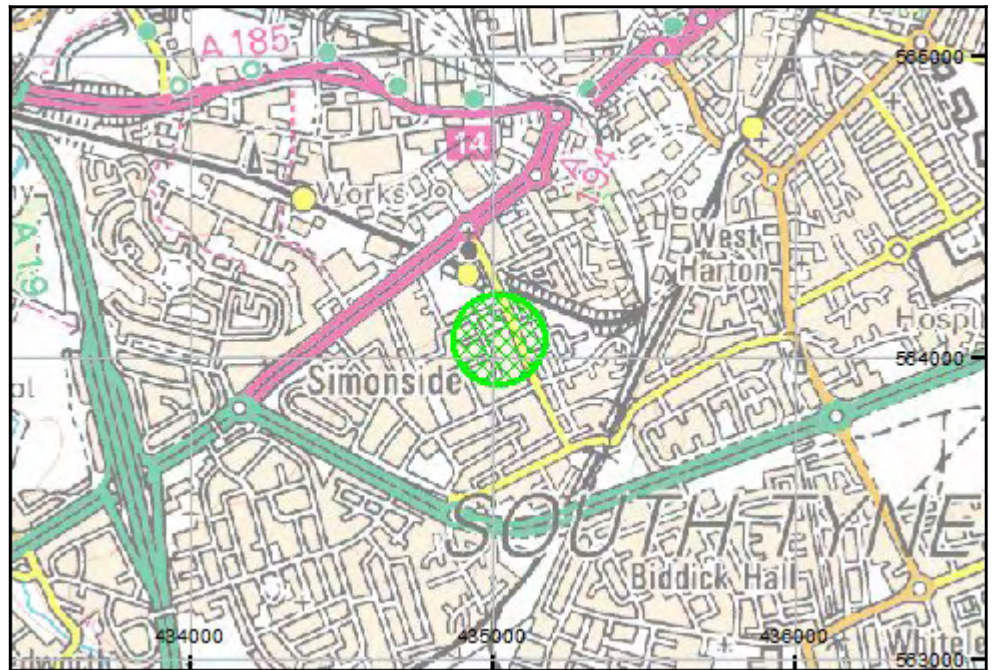 A 185
565000
14
A 194
Works
A 19
West
Harton
Hospl
564000
Simonside
SOUTH TYNE
Biddick Hall
434000
435000
436000
Whitele
edworth
563000